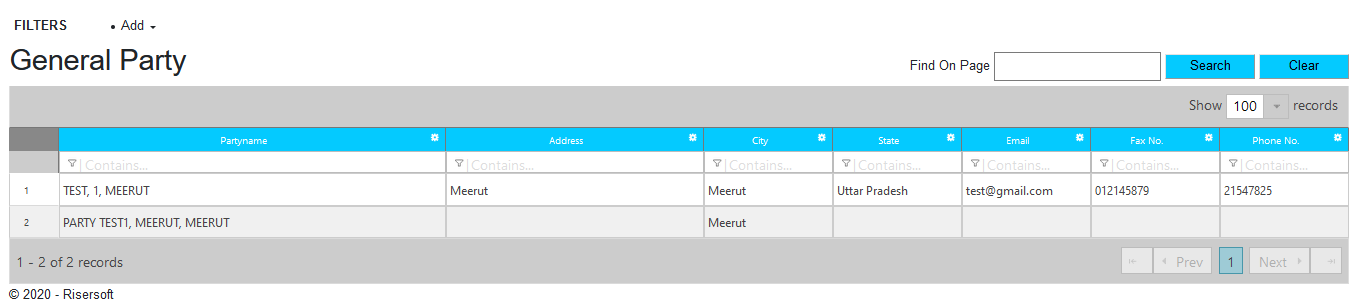 FILTERS • Add
General Party
Find On Page Search Clear
Show 100 records
Partyname Address City State Email Fax No. Phone No.
Contains... Contains... Contains... Contains... Contains... Contains... Contains...
1 TEST, 1, MEERUT Meerut Meerut Uttar Pradesh test@gmail.com 012145879 21547825
2 PARTY TEST1, MEERUT, MEERUT Meerut
1 - 2 of 2 records Prev 1 Next
© 2020 - Risersoft